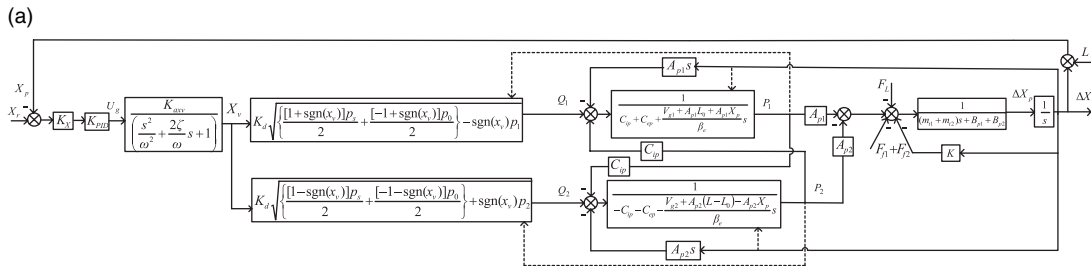 (a)
X_p
X_r
K_X
K_PID
U_g
K_axv / (s²/ω² + 2ζ/ω s + 1)
X_v
K_d √{ {[1+sgn(x_v)]p_s / 2 + [-1+sgn(x_v)]p_0 / 2} - sgn(x_v)p_1 }
Q_1
A_p1 s
1 / (C_ip + C_ep + (V_g1 + A_p1 L_0 + A_p1 X_p)/β_e s)
P_1
C_ip
A_p1
F_L
F_f1+F_f2
1 / ((m_t1 + m_t2)s + B_p1 + B_p2)
ΔX_p
1/s
L
ΔX
K
K_d √{ {[1-sgn(x_v)]p_s / 2 + [-1-sgn(x_v)]p_0 / 2} + sgn(x_v)p_2 }
Q_2
C_ip
1 / (-C_ip - C_ep - (V_g2 + A_p2(L-L_0) - A_p2 X_p)/β_e s)
P_2
A_p2
A_p2 s